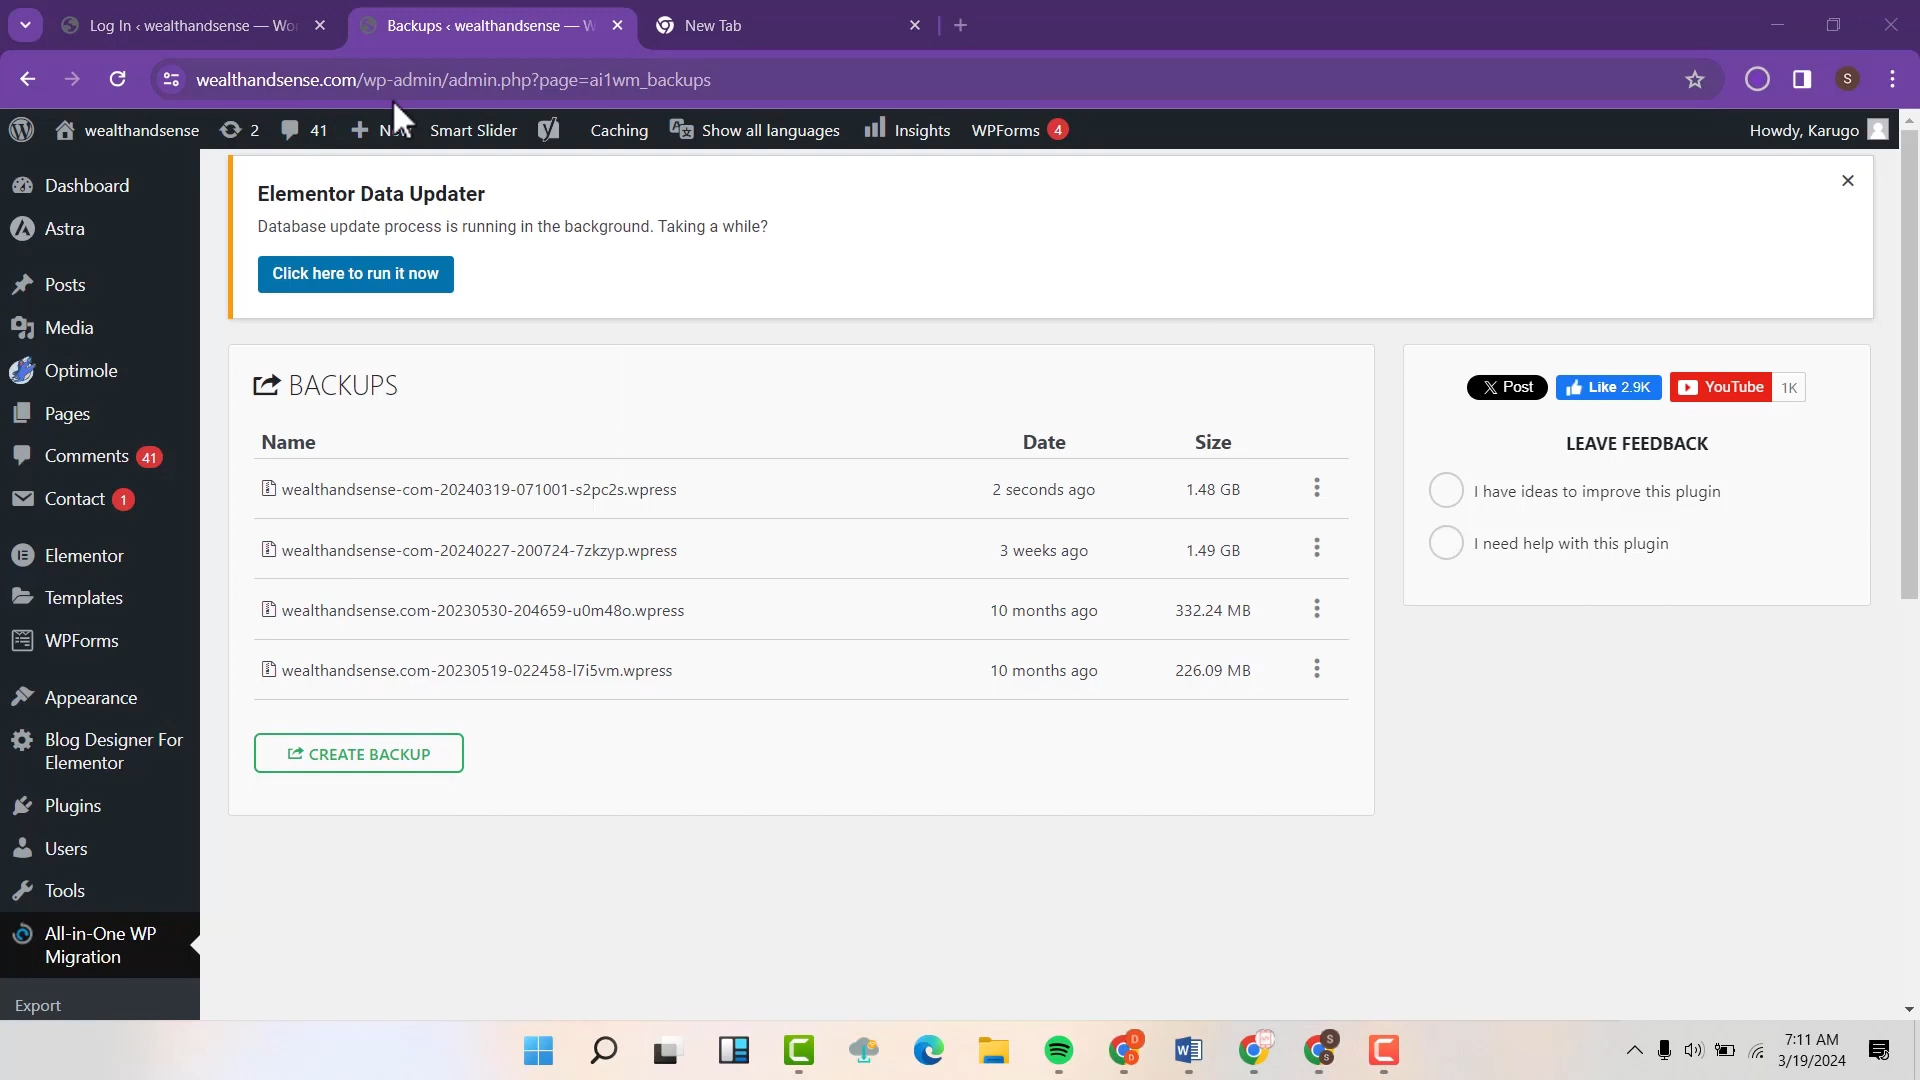 Log In ‹ wealthandsense — Wo
Backups ‹ wealthandsense — W
New Tab
wealthandsense.com/wp-admin/admin.php?page=ai1wm_backups
S
wealthandsense
2
41
New
Smart Slider
Caching
Show all languages
Insights
WPForms 4
Howdy, Karugo
Dashboard
Astra
Posts
Media
Optimole
Pages
Comments 41
Contact 1
Elementor
Templates
WPForms
Appearance
Blog Designer For
Elementor
Plugins
Users
Tools
All-in-One WP
Migration
Export
Elementor Data Updater
Database update process is running in the background. Taking a while?
Click here to run it now
BACKUPS
Name Date Size
wealthandsense-com-20240319-071001-s2pc2s.wpress 2 seconds ago 1.48 GB
wealthandsense-com-20240227-200724-7zkzyp.wpress 3 weeks ago 1.49 GB
wealthandsense.com-20230530-204659-u0m48o.wpress 10 months ago 332.24 MB
wealthandsense.com-20230519-022458-l7i5vm.wpress 10 months ago 226.09 MB
CREATE BACKUP
X Post
Like 2.9K
YouTube 1K
LEAVE FEEDBACK
I have ideas to improve this plugin
I need help with this plugin
7:11 AM
3/19/2024